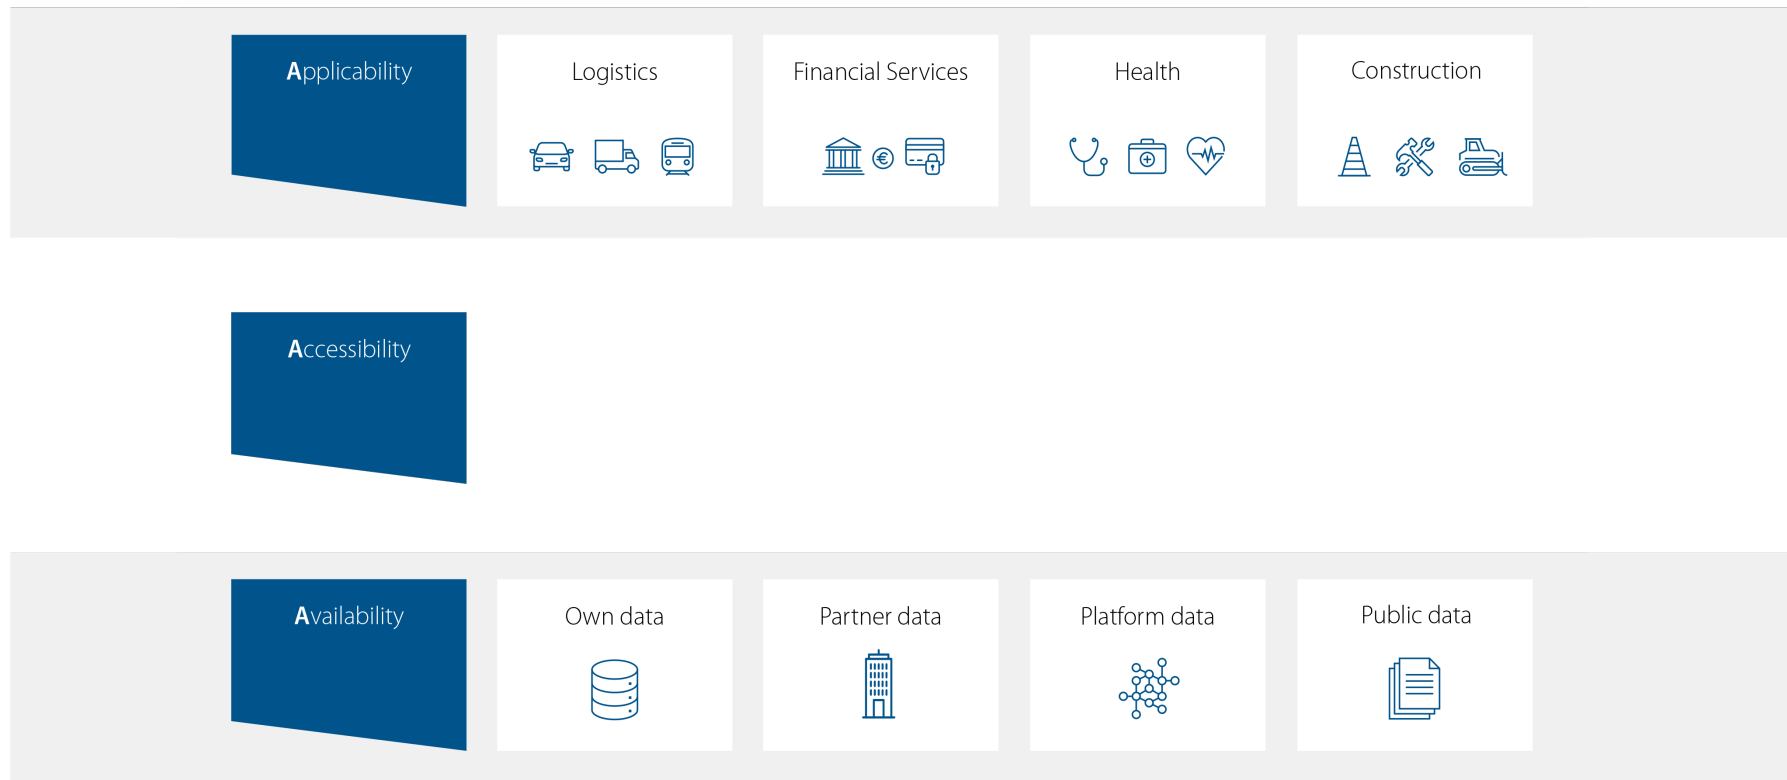 Applicability
Logistics
Financial Services
Health
Construction
Accessibility
Availability
Own data
Partner data
Platform data
Public data